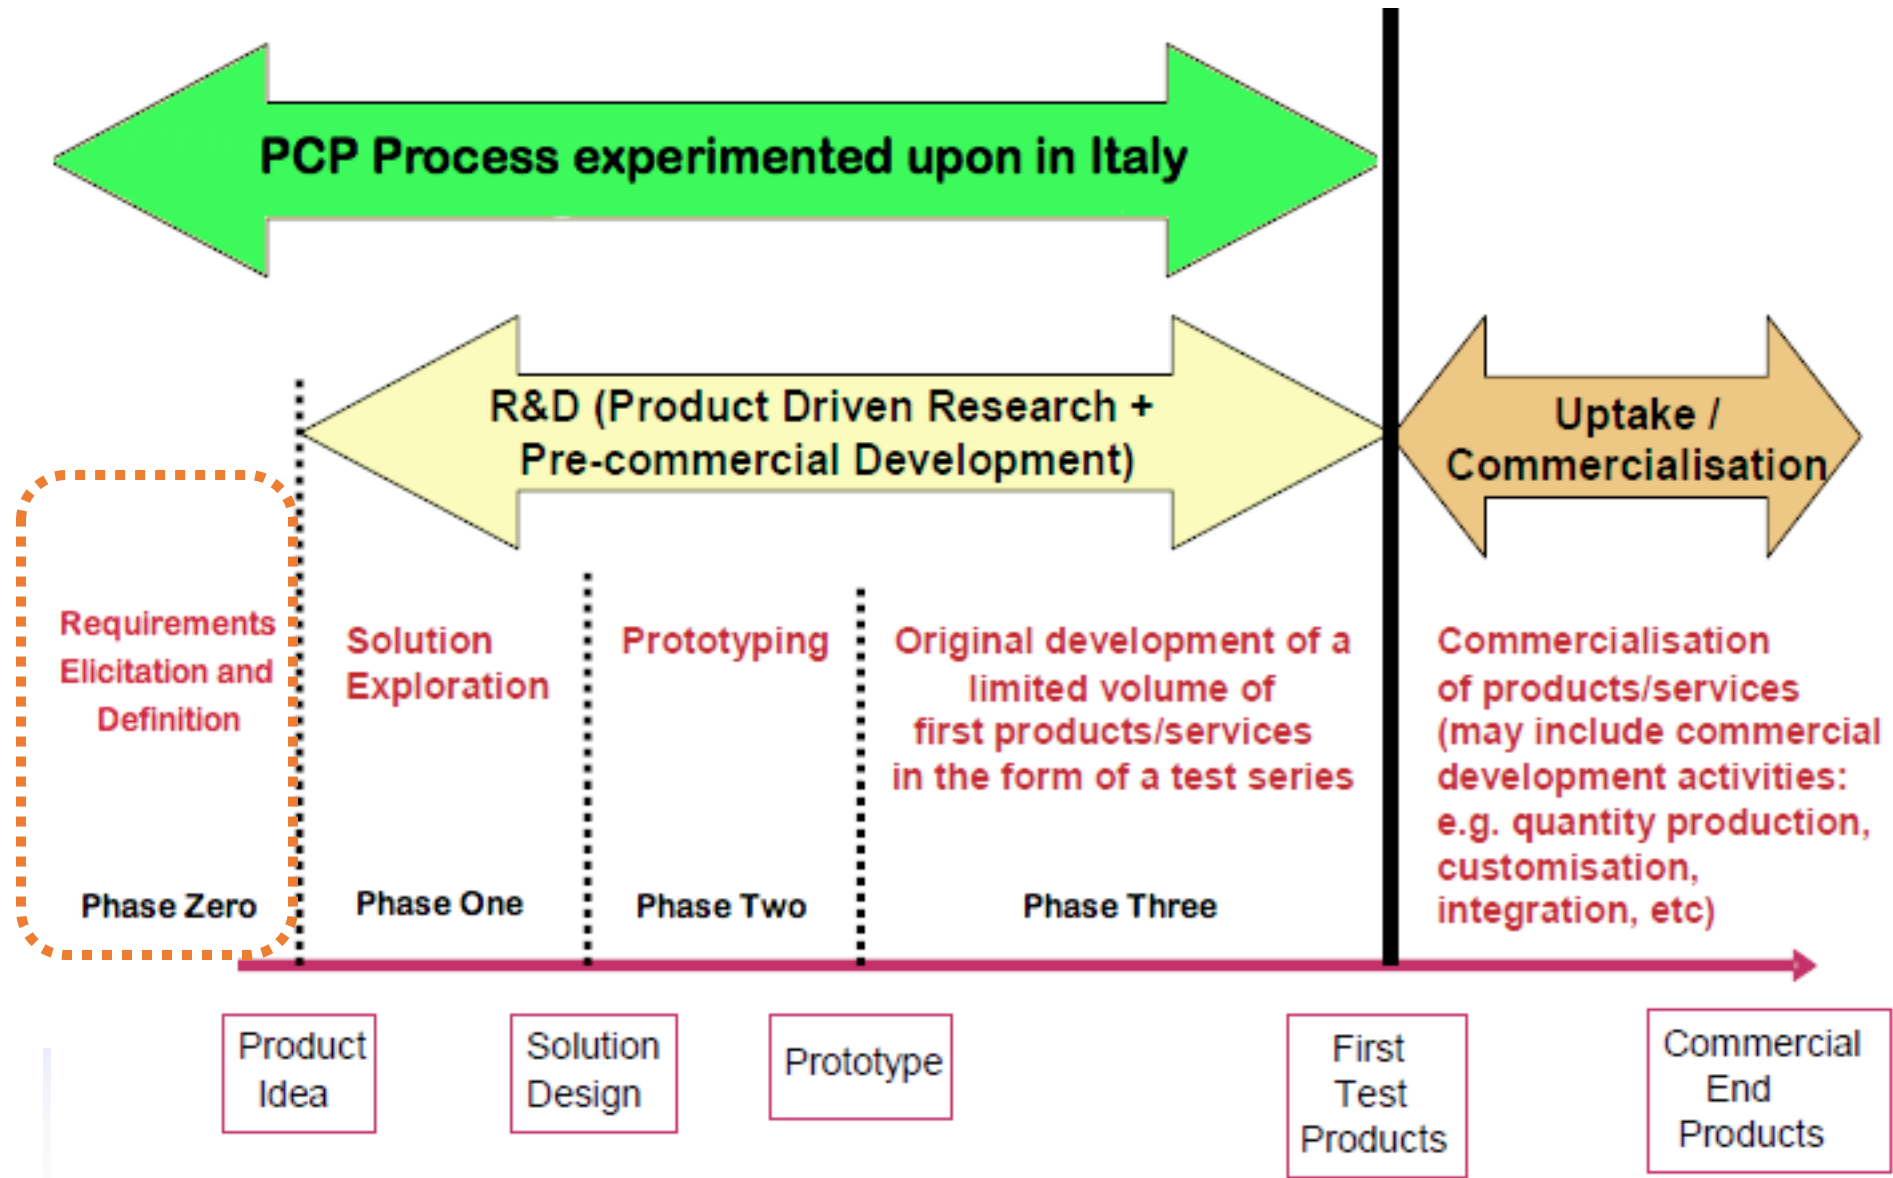 PCP Process experimented upon in Italy
R&D (Product Driven Research +
Pre-commercial Development)
Uptake /
Commercialisation
Requirements
Elicitation and
Definition
Phase Zero
Solution
Exploration
Phase One
Prototyping
Phase Two
Original development of a
limited volume of
first products/services
in the form of a test series
Phase Three
Commercialisation
of products/services
(may include commercial
development activities:
e.g. quantity production,
customisation,
integration, etc)
Product
Idea
Solution
Design
Prototype
First
Test
Products
Commercial
End
Products